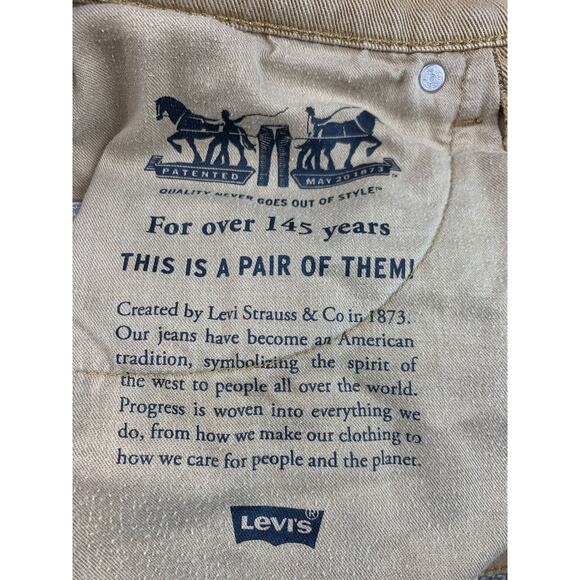 PATENTED MAY 20 1873 ™
QUALITY NEVER GOES OUT OF STYLE™
For over 145 years
THIS IS A PAIR OF THEM!
Created by Levi Strauss & Co in 1873.
Our jeans have become an American
tradition, symbolizing the spirit of
the west to people all over the world.
Progress is woven into everything we
do, from how we make our clothing to
how we care for people and the planet.
LEVI'S®